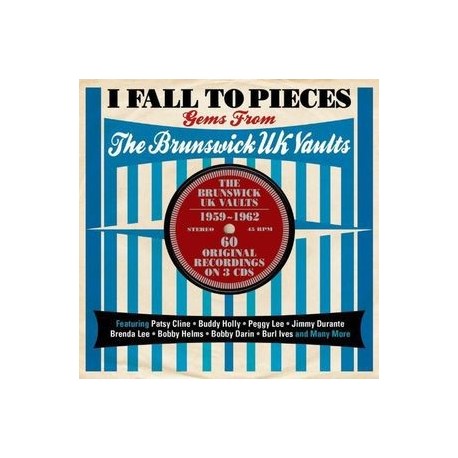 I FALL TO PIECES
Gems From
The Brunswick UK Vaults
THE
BRUNSWICK
UK VAULTS
1959-1962
STEREO 45 RPM
60
ORIGINAL
RECORDINGS
ON 3 CDS
Featuring Patsy Cline • Buddy Holly • Peggy Lee • Jimmy Durante
Brenda Lee • Bobby Helms • Bobby Darin • Burl Ives and Many More